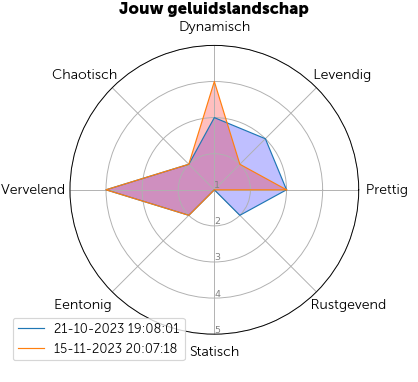 Jouw geluidslandschap
Dynamisch
Chaotisch
Levendig
Vervelend
Prettig
1
2
3
4
5
Eentonig
Rustgevend
Statisch
21-10-2023 19:08:01
15-11-2023 20:07:18